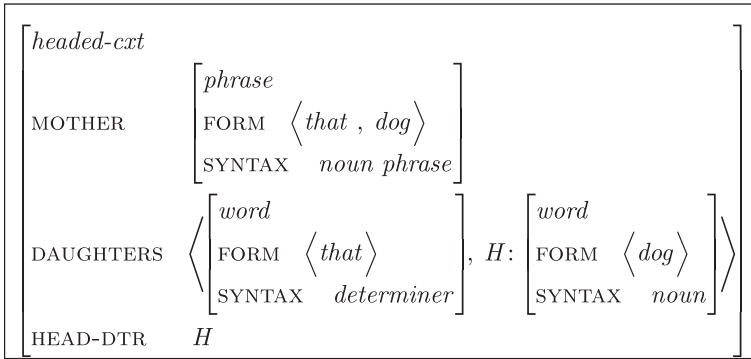 headed-cxt
phrase
MOTHER FORM ⟨that , dog⟩
SYNTAX noun phrase
word word
DAUGHTERS ⟨ FORM ⟨that⟩ , H: FORM ⟨dog⟩ ⟩
SYNTAX determiner SYNTAX noun
HEAD-DTR H